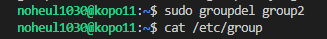 noheul1030@kopo11:~$ sudo groupdel group2
noheul1030@kopo11:~$ cat /etc/group